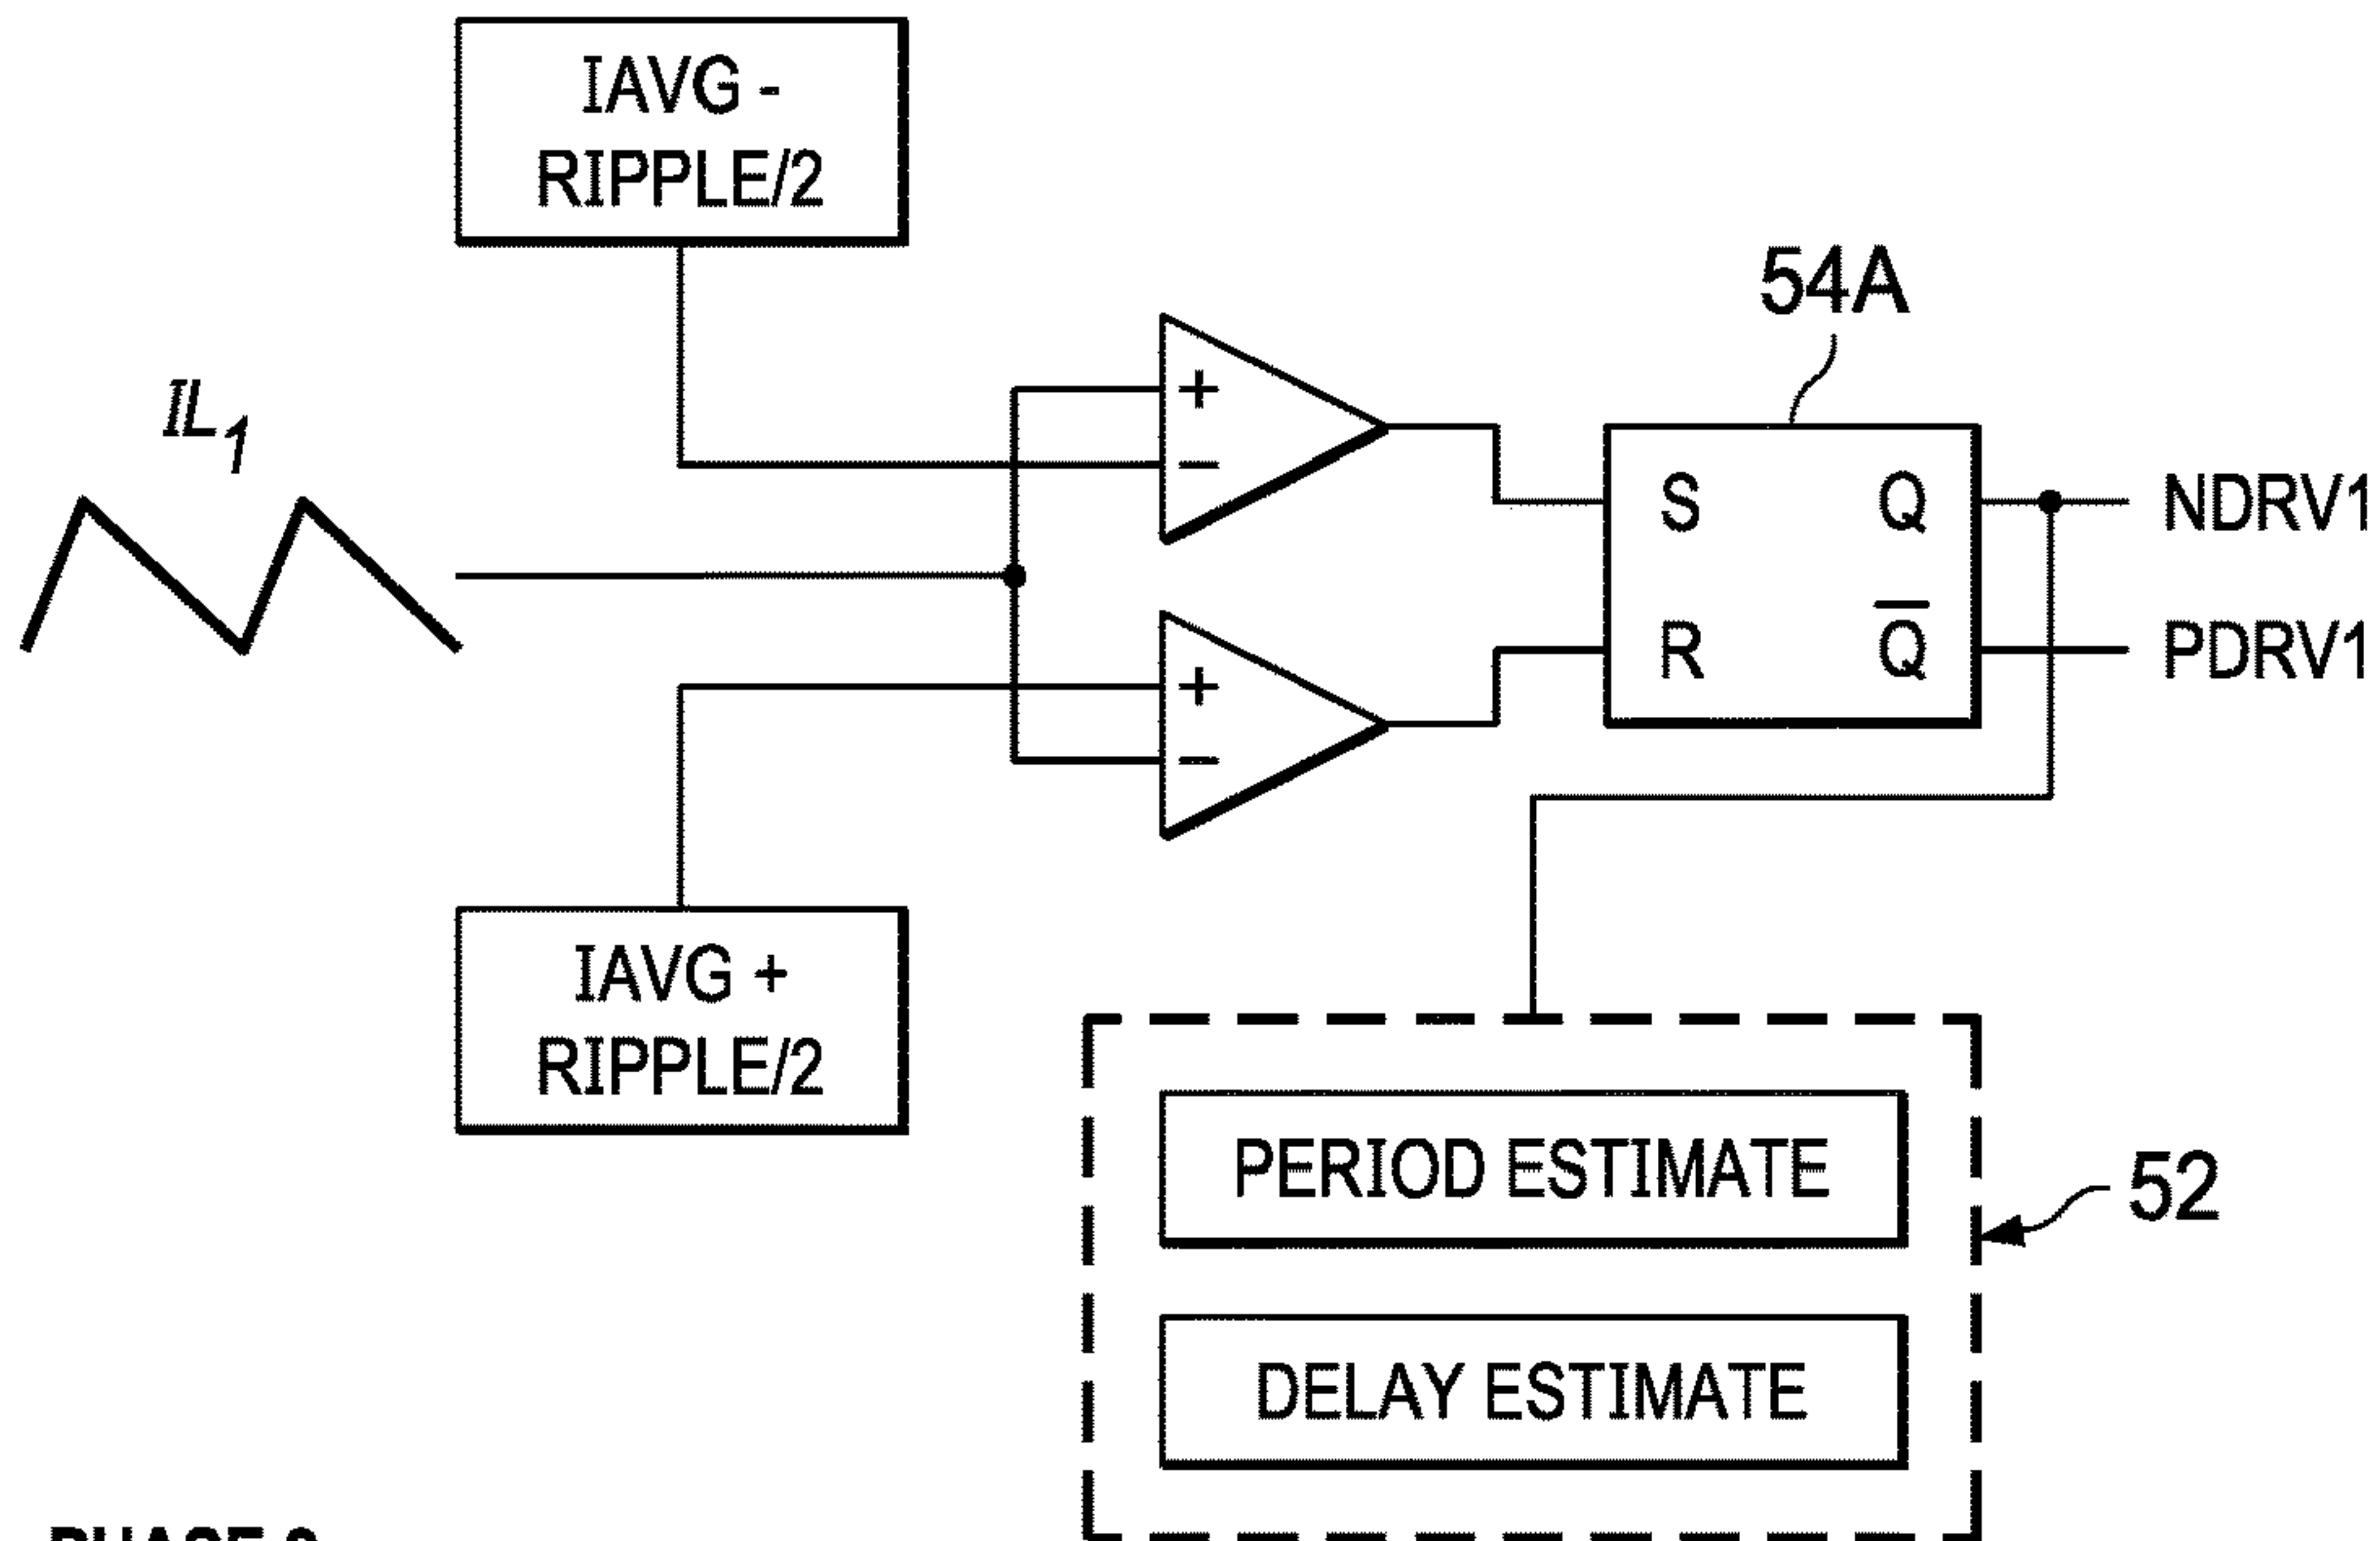 IAVG -
RIPPLE/2
54A
IL1
+
−
S
Q
NDRV1
R
Q̅
PDRV1
+
−
IAVG +
RIPPLE/2
PERIOD ESTIMATE
52
DELAY ESTIMATE